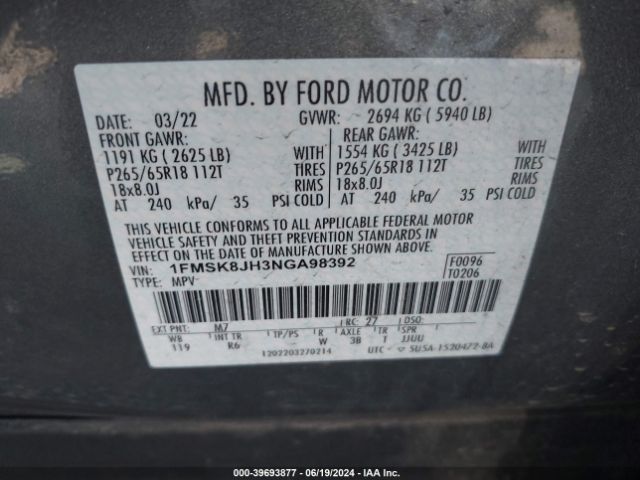 MFD. BY FORD MOTOR CO.
DATE: 03/22 GVWR: 2694 KG ( 5940 LB)
FRONT GAWR: REAR GAWR:
1191 KG ( 2625 LB) WITH 1554 KG ( 3425 LB) WITH
P265/65R18 112T TIRES P265/65R18 112T TIRES
18x8.0J RIMS 18x8.0J RIMS
AT 240 kPa/ 35 PSI COLD AT 240 kPa/ 35 PSI COLD
THIS VEHICLE CONFORMS TO ALL APPLICABLE FEDERAL MOTOR
VEHICLE SAFETY AND THEFT PREVENTION STANDARDS IN
EFFECT ON THE DATE OF MANUFACTURE SHOWN ABOVE.
VIN: 1FMSK8JH3NGA98392 F0096
TYPE: MPV T0206
EXT PNT: M7 RC: 27 DSO:
WB INT TR TP/PS R AXLE TR SPR
119 R6 W 3B T JJUU
1202203270214 UTC 5U5A-1520472-BA
000-39693877 - 06/19/2024 - IAA Inc.